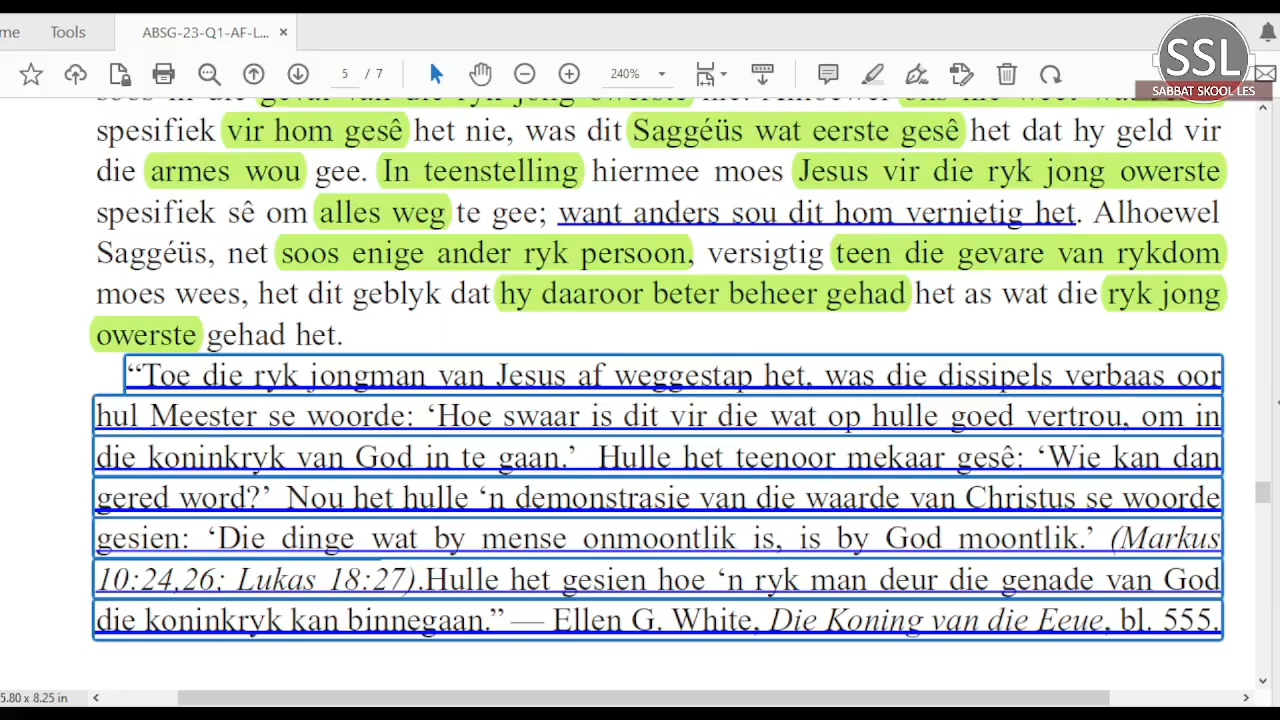 me Tools ABSG-23-Q1-AF-L... ×
5 / 7 240%
SSL
SABBAT SKOOL LES
spesifiek vir hom gesê het nie, was dit Saggéüs wat eerste gesê het dat hy geld vir
die armes wou gee. In teenstelling hiermee moes Jesus vir die ryk jong owerste
spesifiek sê om alles weg te gee; want anders sou dit hom vernietig het. Alhoewel
Saggéüs, net soos enige ander ryk persoon, versigtig teen die gevare van rykdom
moes wees, het dit geblyk dat hy daaroor beter beheer gehad het as wat die ryk jong
owerste gehad het.
“Toe die ryk jongman van Jesus af weggestap het, was die dissipels verbaas oor
hul Meester se woorde: ‘Hoe swaar is dit vir die wat op hulle goed vertrou, om in
die koninkryk van God in te gaan.’ Hulle het teenoor mekaar gesê: ‘Wie kan dan
gered word?’ Nou het hulle ‘n demonstrasie van die waarde van Christus se woorde
gesien: ‘Die dinge wat by mense onmoontlik is, is by God moontlik.’ (Markus
10:24,26; Lukas 18:27).Hulle het gesien hoe ‘n ryk man deur die genade van God
die koninkryk kan binnegaan.” — Ellen G. White, Die Koning van die Eeue, bl. 555.
5.80 x 8.25 in